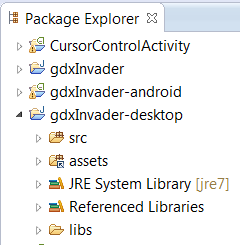 Package Explorer
CursorControlActivity
gdxInvader
gdxInvader-android
gdxInvader-desktop
src
assets
JRE System Library [jre7]
Referenced Libraries
libs